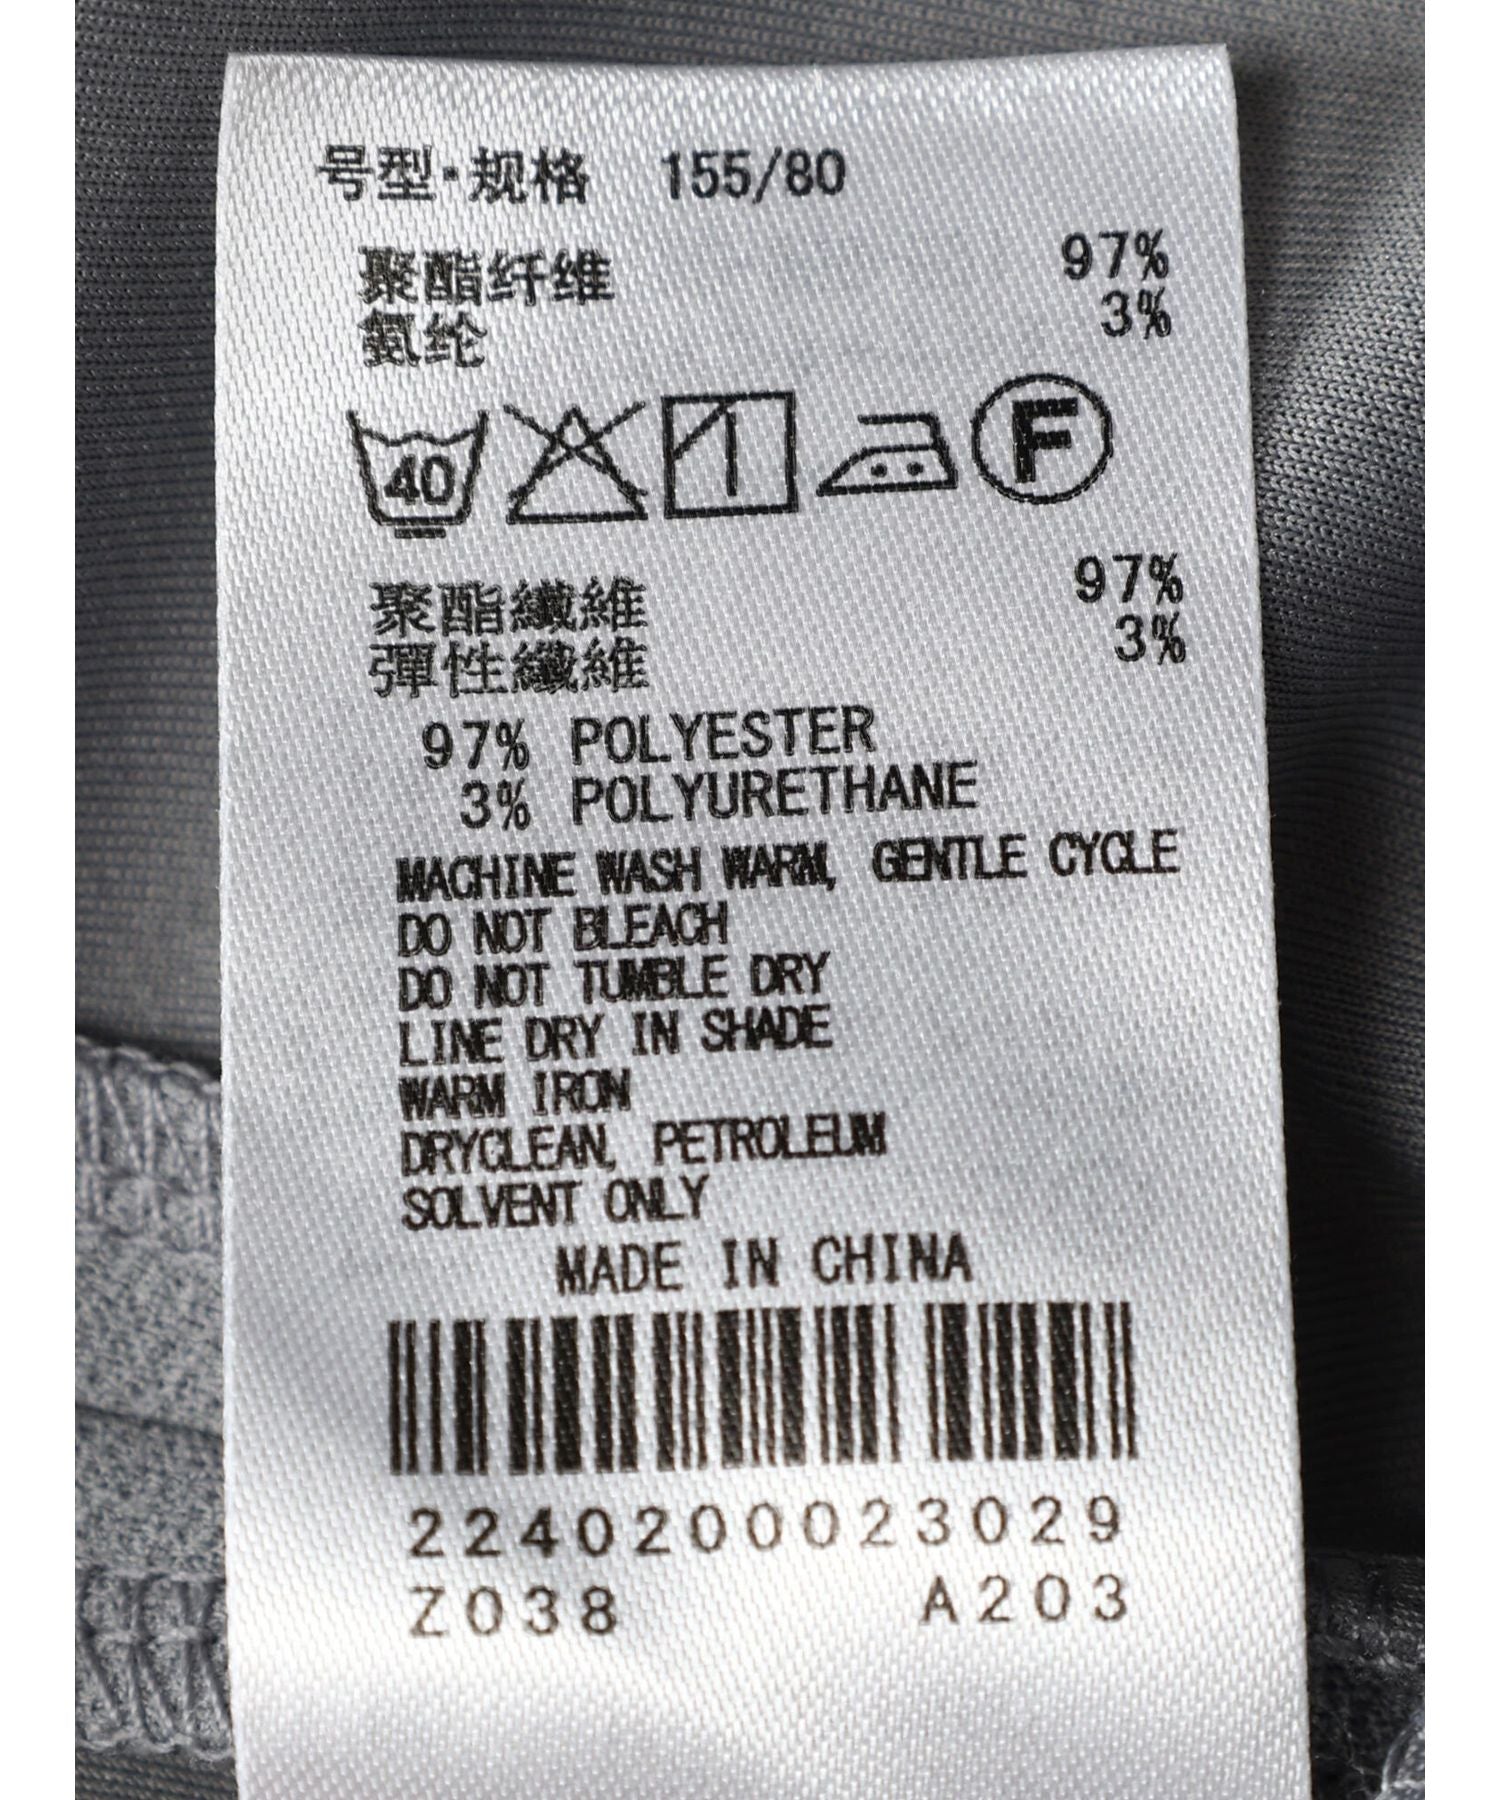 号型·规格 155/80
聚酯纤维 97%
氨纶 3%
40 F
聚酯纖維 97%
彈性纖維 3%
97% POLYESTER
3% POLYURETHANE
MACHINE WASH WARM, GENTLE CYCLE
DO NOT BLEACH
DO NOT TUMBLE DRY
LINE DRY IN SHADE
WARM IRON
DRYCLEAN, PETROLEUM
SOLVENT ONLY
MADE IN CHINA
2240200023029
Z038 A203